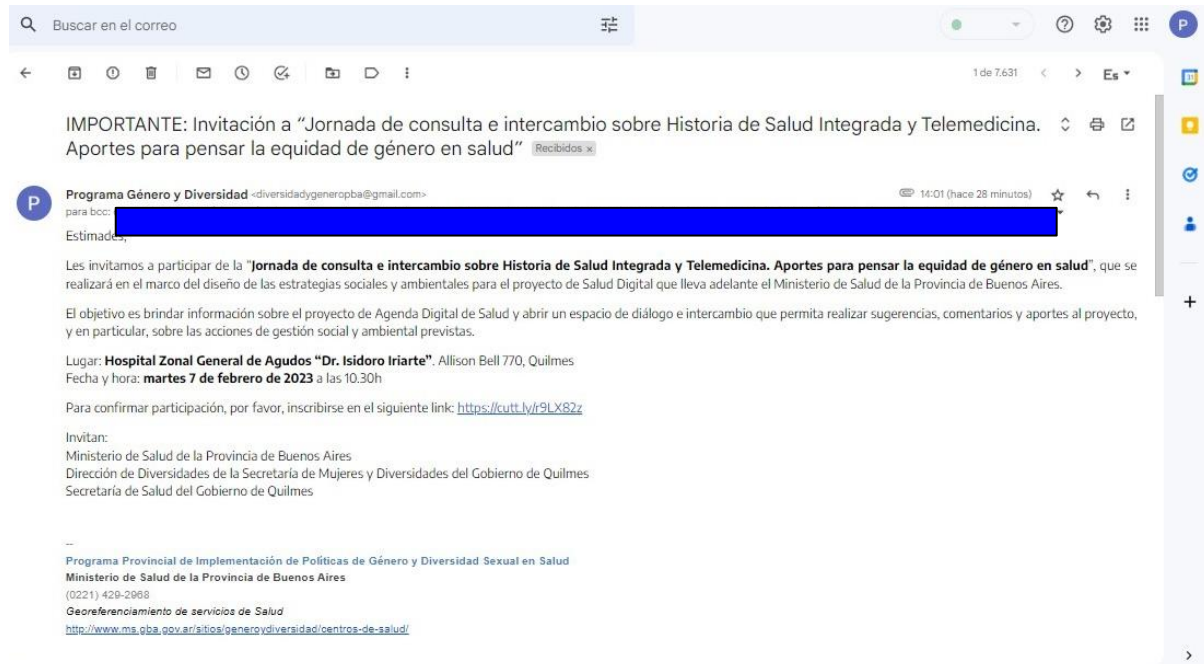 Buscar en el correo
P
1 de 7.631
Es
IMPORTANTE: Invitación a “Jornada de consulta e intercambio sobre Historia de Salud Integrada y Telemedicina.
Aportes para pensar la equidad de género en salud” Recibidos x
P
Programa Género y Diversidad <diversidadygeneropba@gmail.com>
14:01 (hace 28 minutos)
para bcc:
Estimades,
Les invitamos a participar de la “Jornada de consulta e intercambio sobre Historia de Salud Integrada y Telemedicina. Aportes para pensar la equidad de género en salud”, que se
realizará en el marco del diseño de las estrategias sociales y ambientales para el proyecto de Salud Digital que lleva adelante el Ministerio de Salud de la Provincia de Buenos Aires.
El objetivo es brindar información sobre el proyecto de Agenda Digital de Salud y abrir un espacio de diálogo e intercambio que permita realizar sugerencias, comentarios y aportes al proyecto,
y en particular, sobre las acciones de gestión social y ambiental previstas.
Lugar: Hospital Zonal General de Agudos “Dr. Isidoro Iriarte”. Allison Bell 770, Quilmes
Fecha y hora: martes 7 de febrero de 2023 a las 10.30h
Para confirmar participación, por favor, inscribirse en el siguiente link: https://cutt.ly/r9LX82z
Invitan:
Ministerio de Salud de la Provincia de Buenos Aires
Dirección de Diversidades de la Secretaría de Mujeres y Diversidades del Gobierno de Quilmes
Secretaría de Salud del Gobierno de Quilmes
--
Programa Provincial de Implementación de Políticas de Género y Diversidad Sexual en Salud
Ministerio de Salud de la Provincia de Buenos Aires
(0221) 429-2968
Georeferenciamiento de servicios de Salud
http://www.ms.gba.gov.ar/sitios/generoydiversidad/centros-de-salud/